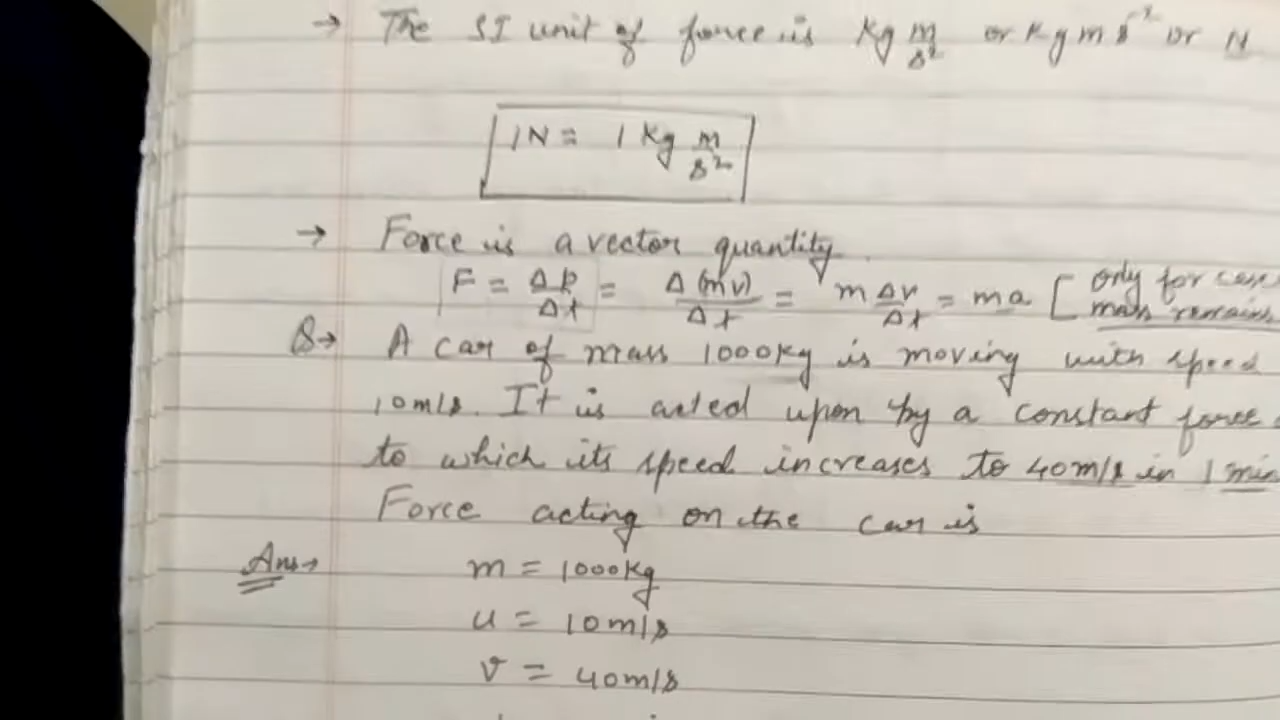 → The SI unit of force is kg m/s² or kg m s⁻² or N
1N = 1 kg m/s²
→ Force is a vector quantity.
F = Δp/Δt = Δ(mv)/Δt = m Δv/Δt = ma [only for
mass remains
Q→ A car of mass 1000kg is moving with speed
10m/s. It is acted upon by a constant force
to which its speed increases to 40m/s in 1 min
Force acting on the car is
Ans→ m = 1000kg
u = 10m/s
v = 40m/s